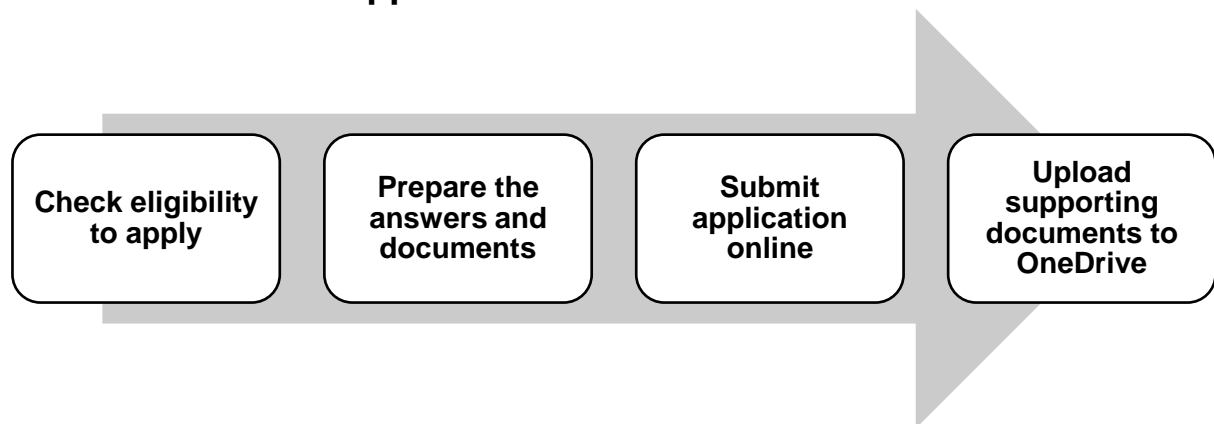 Check eligibility
to apply
Prepare the
answers and
documents
Submit
application
online
Upload
supporting
documents to
OneDrive